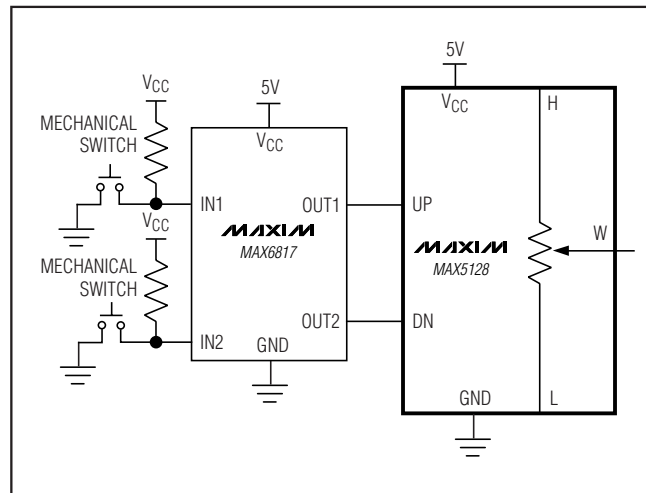 5V
VCC
H
5V
VCC
MECHANICAL
SWITCH
VCC
IN1
OUT1
UP
W
MAXIM
MAX6817
MAXIM
MAX5128
VCC
MECHANICAL
SWITCH
IN2
OUT2
DN
GND
GND
L